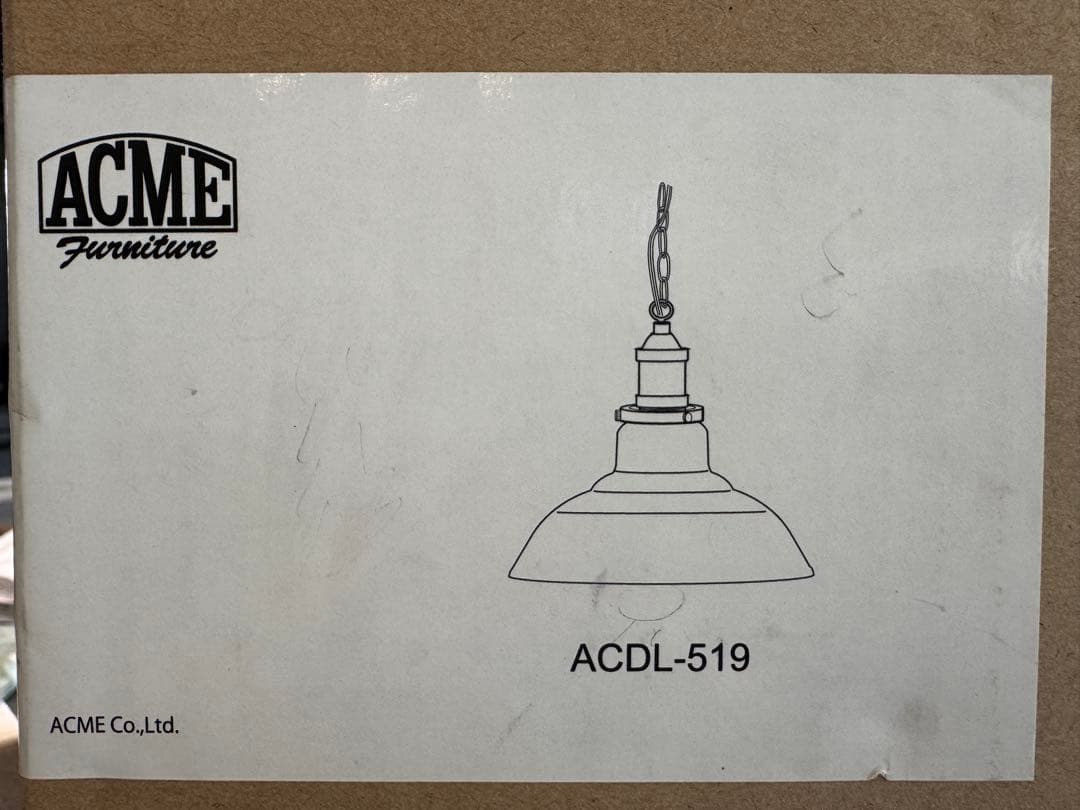 ACME
Furniture
ACDL-519
ACME Co.,Ltd.